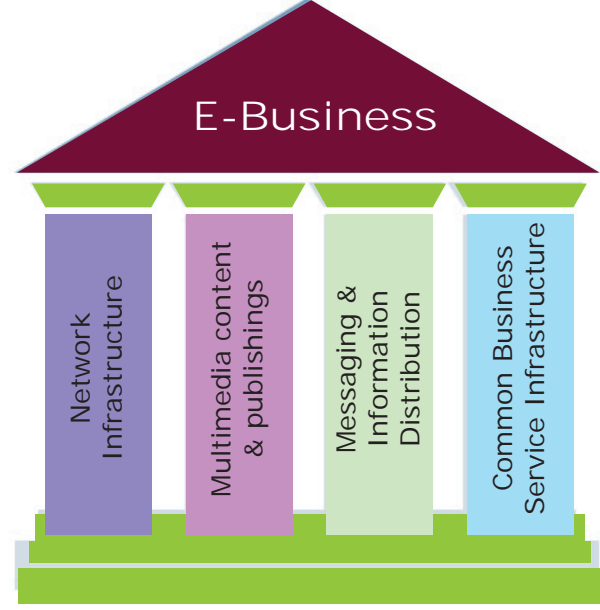 E-Business
Network
Infrastructure
Multimedia content
& publishings
Messaging &
Information
Distribution
Common Business
Service Infrastructure